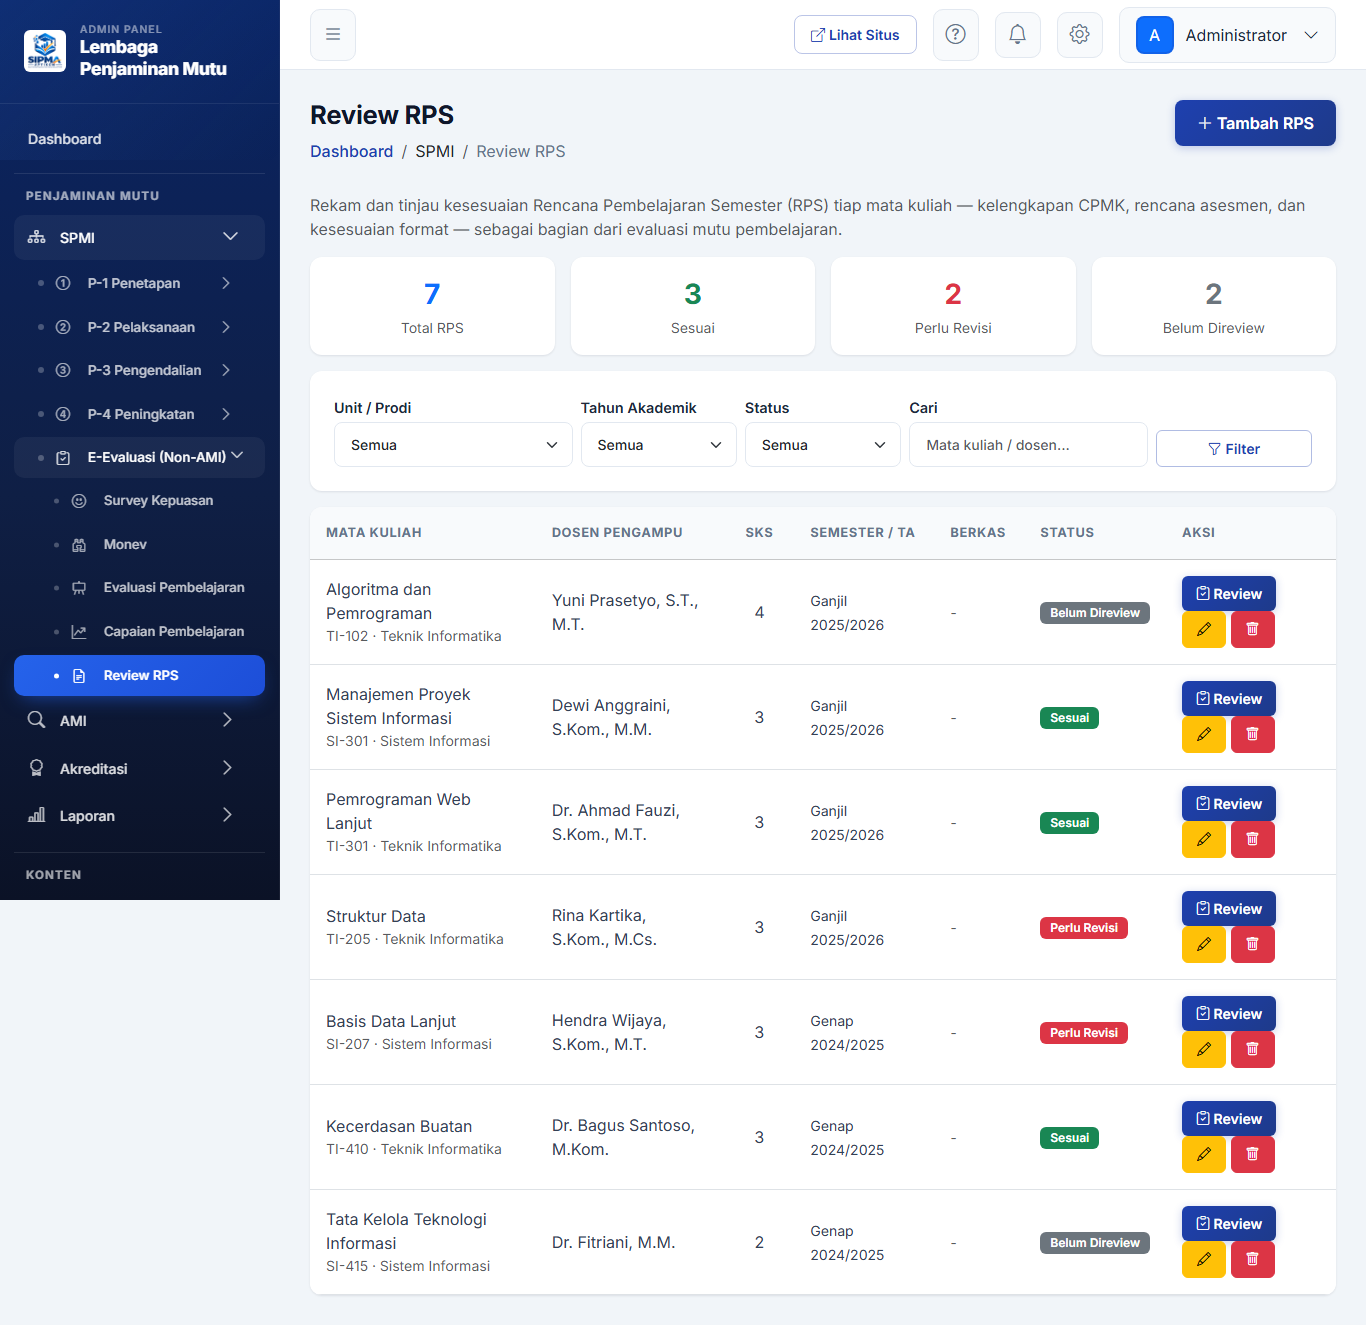 SIPMA
ADMIN PANEL
Lembaga
Penjaminan Mutu
Dashboard
PENJAMINAN MUTU
SPMI
1 P-1 Penetapan
2 P-2 Pelaksanaan
3 P-3 Pengendalian
4 P-4 Peningkatan
E-Evaluasi (Non-AMI)
Survey Kepuasan
Monev
Evaluasi Pembelajaran
Capaian Pembelajaran
Review RPS
AMI
Akreditasi
Laporan
KONTEN
Lihat Situs
A Administrator
Review RPS
Dashboard / SPMI / Review RPS
+ Tambah RPS
Rekam dan tinjau kesesuaian Rencana Pembelajaran Semester (RPS) tiap mata kuliah — kelengkapan CPMK, rencana asesmen, dan
kesesuaian format — sebagai bagian dari evaluasi mutu pembelajaran.
7
Total RPS
3
Sesuai
2
Perlu Revisi
2
Belum Direview
Unit / Prodi
Semua
Tahun Akademik
Semua
Status
Semua
Cari
Mata kuliah / dosen...
Filter
MATA KULIAH DOSEN PENGAMPU SKS SEMESTER / TA BERKAS STATUS AKSI
Algoritma dan
Pemrograman
TI-102 · Teknik Informatika
Yuni Prasetyo, S.T.,
M.T.
4
Ganjil
2025/2026
-
Belum Direview
Review
Manajemen Proyek
Sistem Informasi
SI-301 · Sistem Informasi
Dewi Anggraini,
S.Kom., M.M.
3
Ganjil
2025/2026
-
Sesuai
Review
Pemrograman Web
Lanjut
TI-301 · Teknik Informatika
Dr. Ahmad Fauzi,
S.Kom., M.T.
3
Ganjil
2025/2026
-
Sesuai
Review
Struktur Data
TI-205 · Teknik Informatika
Rina Kartika,
S.Kom., M.Cs.
3
Ganjil
2025/2026
-
Perlu Revisi
Review
Basis Data Lanjut
SI-207 · Sistem Informasi
Hendra Wijaya,
S.Kom., M.T.
3
Genap
2024/2025
-
Perlu Revisi
Review
Kecerdasan Buatan
TI-410 · Teknik Informatika
Dr. Bagus Santoso,
M.Kom.
3
Genap
2024/2025
-
Sesuai
Review
Tata Kelola Teknologi
Informasi
SI-415 · Sistem Informasi
Dr. Fitriani, M.M.
2
Genap
2024/2025
-
Belum Direview
Review